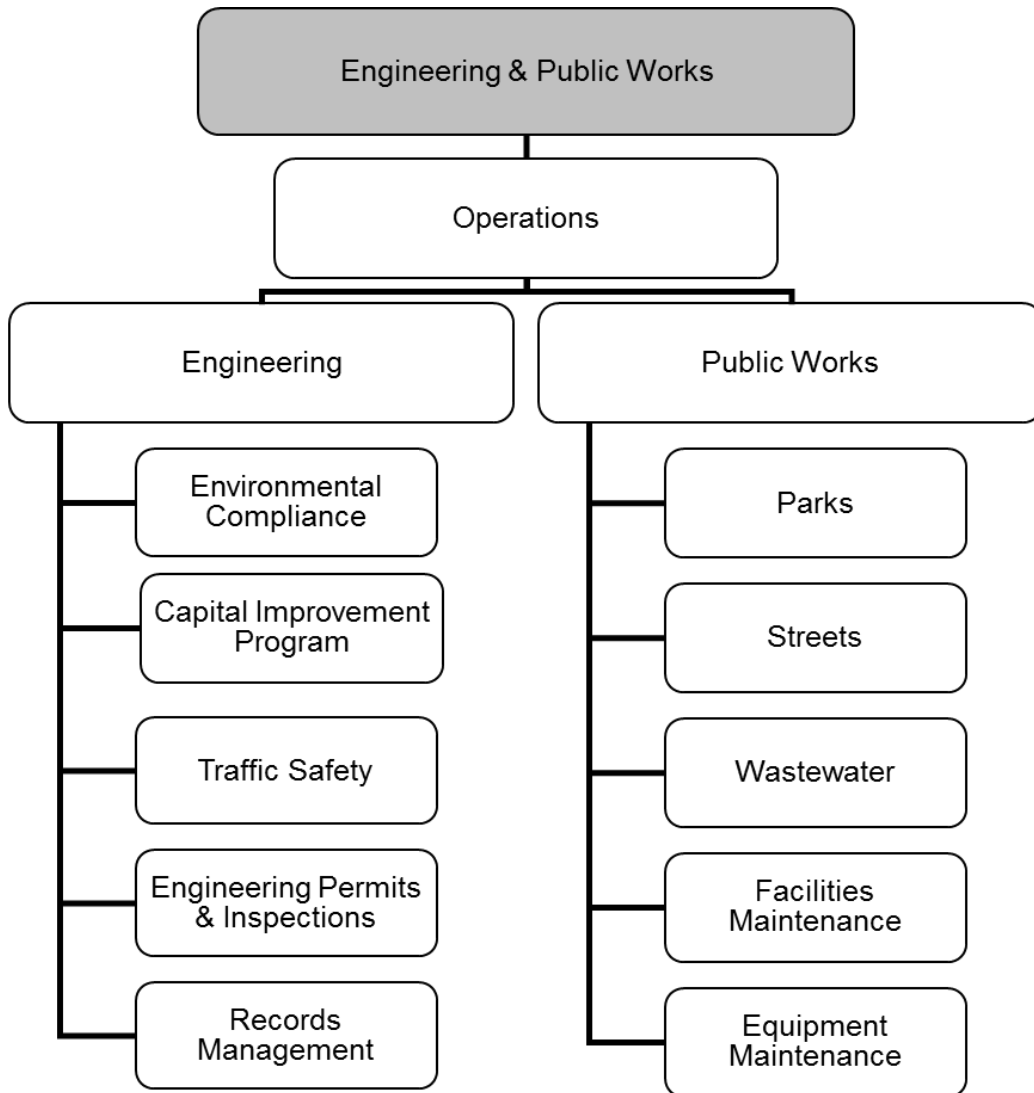 Engineering & Public Works
Operations
Engineering
Public Works
Environmental
Compliance
Capital Improvement
Program
Traffic Safety
Engineering Permits
& Inspections
Records
Management
Parks
Streets
Wastewater
Facilities
Maintenance
Equipment
Maintenance